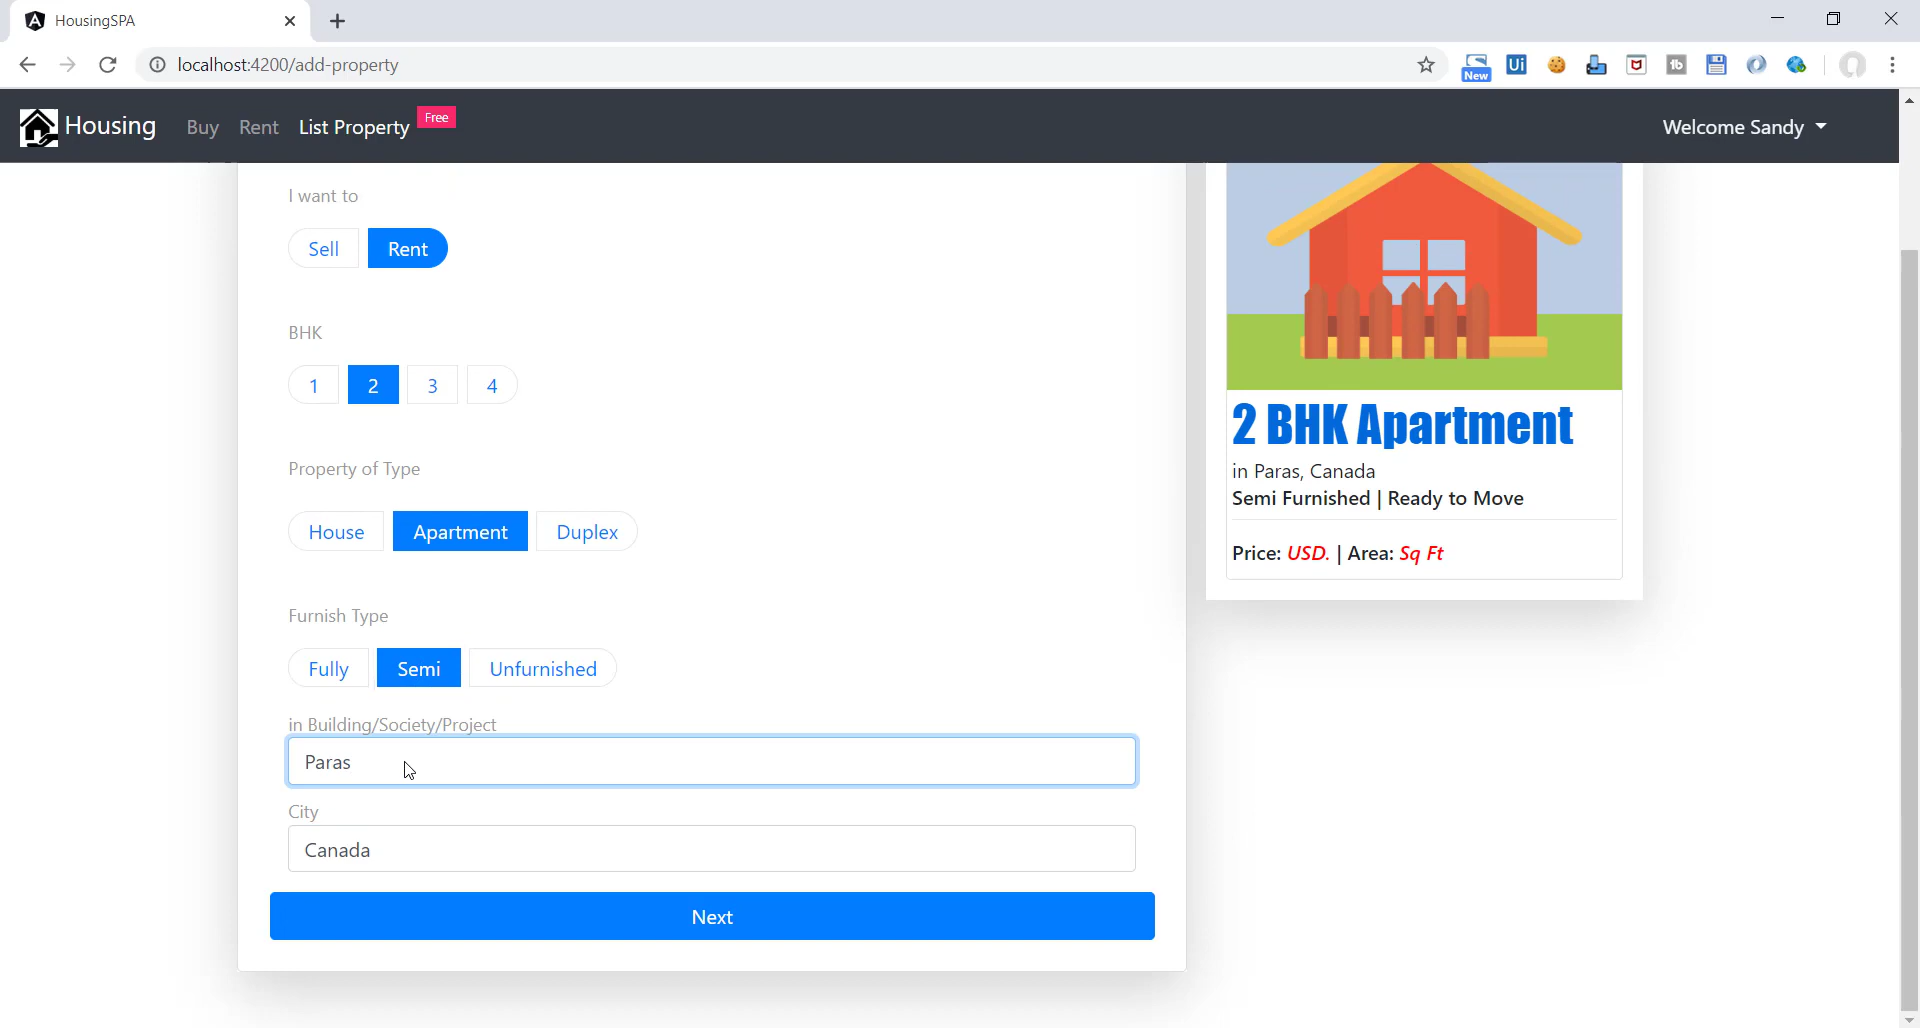 HousingSPA
localhost:4200/add-property
New
Ui
tb
Housing
Buy
Rent
List Property
Free
Welcome Sandy
I want to
Sell
Rent
BHK
1
2
3
4
Property of Type
House
Apartment
Duplex
Furnish Type
Fully
Semi
Unfurnished
in Building/Society/Project
Paras
City
Canada
Next
2 BHK Apartment
in Paras, Canada
Semi Furnished | Ready to Move
Price: USD. | Area: Sq Ft